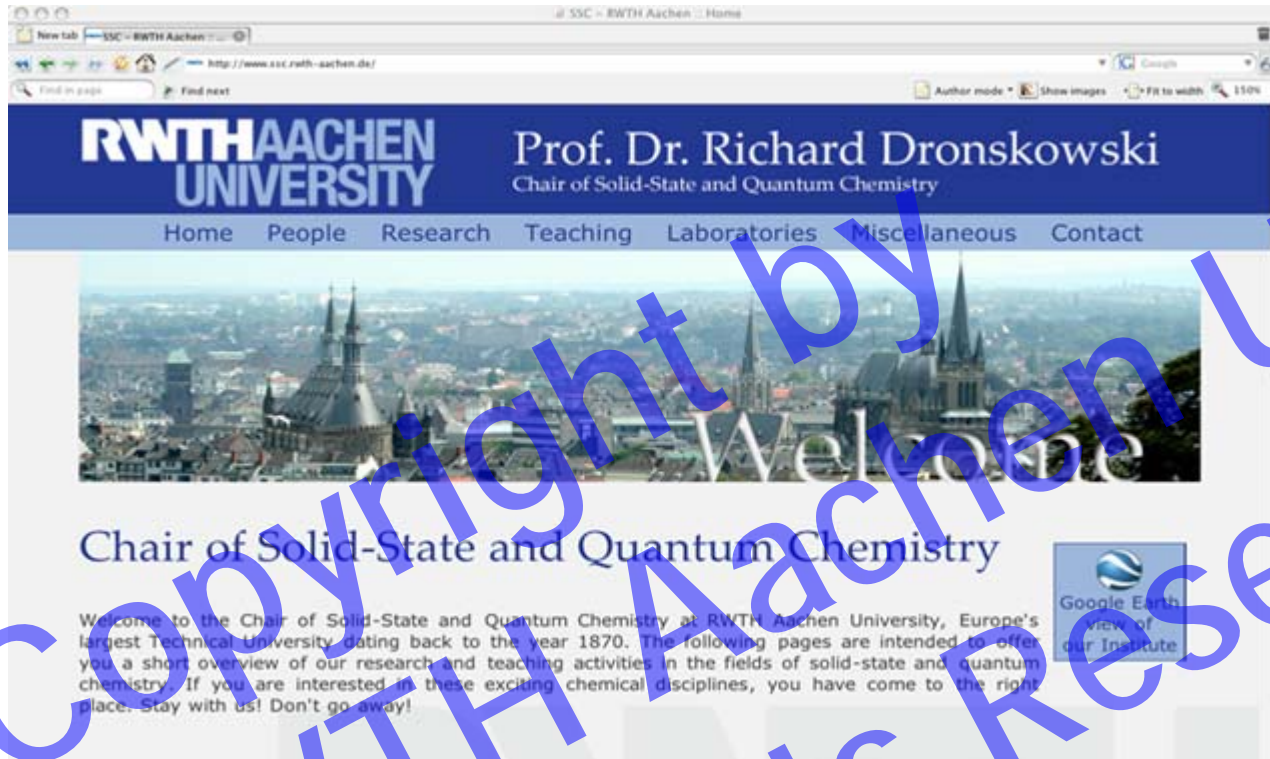 SSC – RWTH Aachen :: Home
New tab SSC – RWTH Aachen :: ...
http://www.ssc.rwth-aachen.de/ Google
Find in page Find next Author mode Show images Fit to width 150%
RWTHAACHEN
UNIVERSITY
Prof. Dr. Richard Dronskowski
Chair of Solid-State and Quantum Chemistry
Home People Research Teaching Laboratories Miscellaneous Contact
Welcome
Chair of Solid-State and Quantum Chemistry
Welcome to the Chair of Solid-State and Quantum Chemistry at RWTH Aachen University, Europe's
largest Technical University dating back to the year 1870. The following pages are intended to offer
you a short overview of our research and teaching activities in the fields of solid-state and quantum
chemistry. If you are interested in these exciting chemical disciplines, you have come to the right
place. Stay with us! Don't go away!
Google Earth
view of
our Institute
Copyright by
RWTH Aachen U